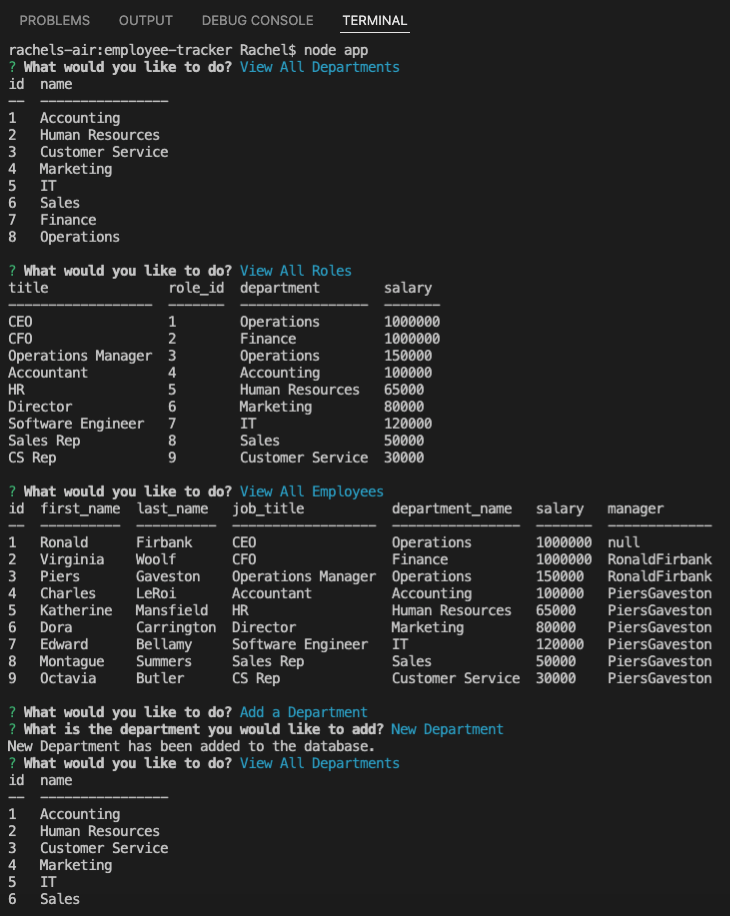 PROBLEMS OUTPUT DEBUG CONSOLE TERMINAL
rachels-air:employee-tracker Rachel$ node app
? What would you like to do? View All Departments
id  name
--  ----------------
1   Accounting
2   Human Resources
3   Customer Service
4   Marketing
5   IT
6   Sales
7   Finance
8   Operations
? What would you like to do? View All Roles
title               role_id  department        salary
------------------  -------  ----------------  -------
CEO                 1        Operations        1000000
CFO                 2        Finance           1000000
Operations Manager  3        Operations        150000
Accountant          4        Accounting        100000
HR                  5        Human Resources   65000
Director            6        Marketing         80000
Software Engineer   7        IT                120000
Sales Rep           8        Sales             50000
CS Rep              9        Customer Service  30000
? What would you like to do? View All Employees
id  first_name  last_name   job_title           department_name   salary   manager
--  ----------  ----------  ------------------  ----------------  -------  -------------
1   Ronald      Firbank     CEO                 Operations        1000000  null
2   Virginia    Woolf       CFO                 Finance           1000000  RonaldFirbank
3   Piers       Gaveston    Operations Manager  Operations        150000   RonaldFirbank
4   Charles     LeRoi       Accountant          Accounting        100000   PiersGaveston
5   Katherine   Mansfield   HR                  Human Resources   65000    PiersGaveston
6   Dora        Carrington  Director            Marketing         80000    PiersGaveston
7   Edward      Bellamy     Software Engineer   IT                120000   PiersGaveston
8   Montague    Summers     Sales Rep           Sales             50000    PiersGaveston
9   Octavia     Butler      CS Rep              Customer Service  30000    PiersGaveston
? What would you like to do? Add a Department
? What is the department you would like to add? New Department
New Department has been added to the database.
? What would you like to do? View All Departments
id  name
--  ----------------
1   Accounting
2   Human Resources
3   Customer Service
4   Marketing
5   IT
6   Sales